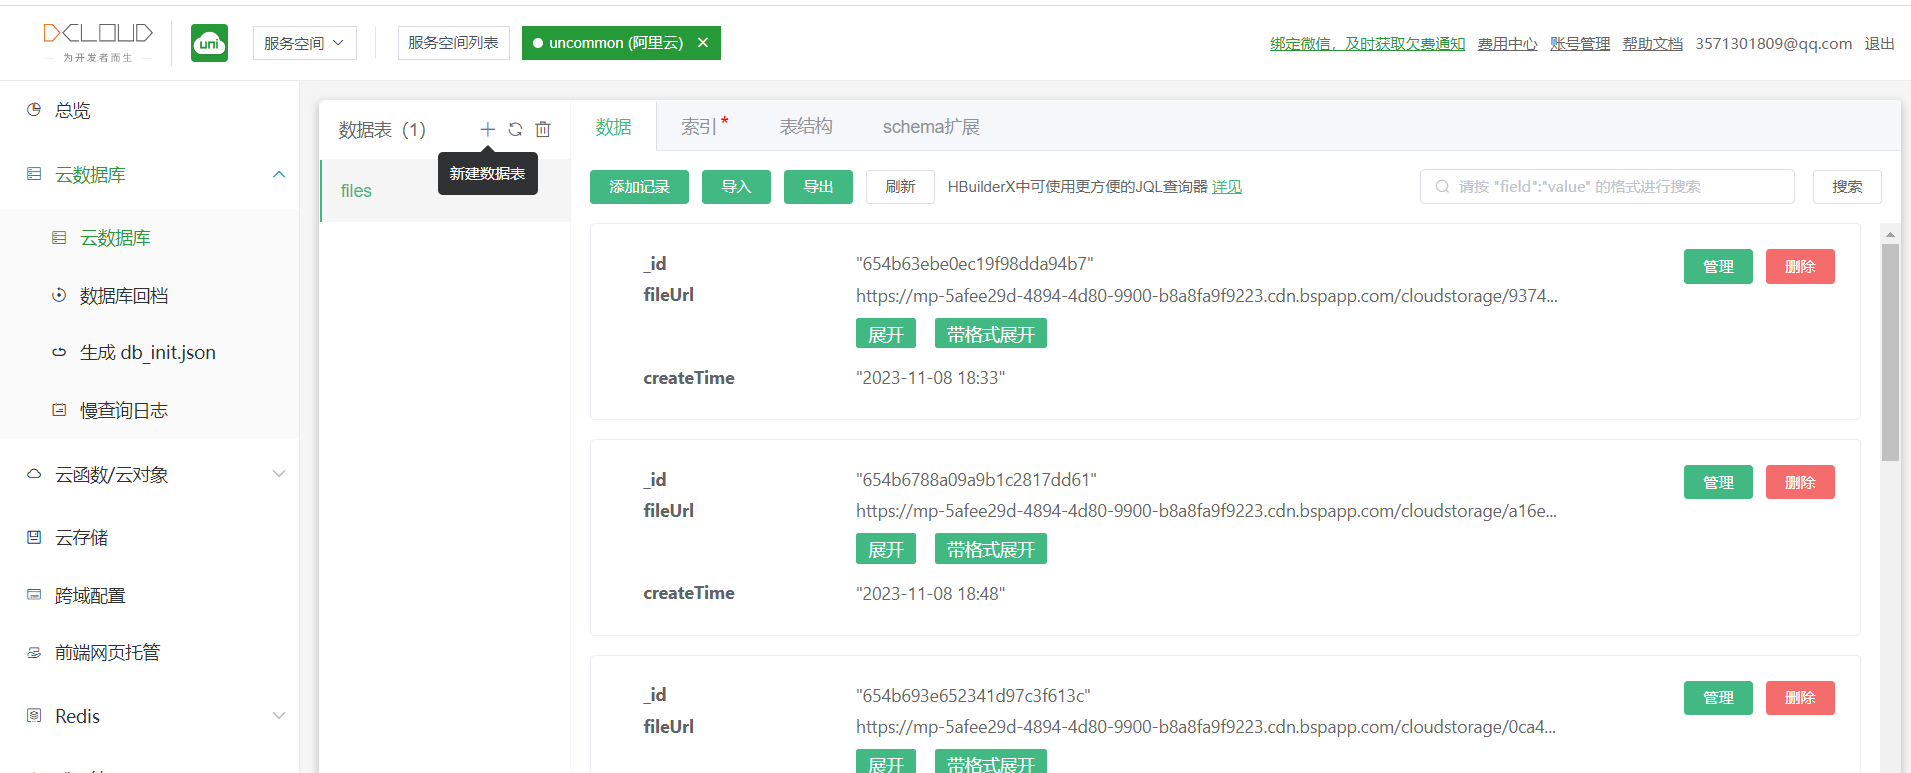 DCLOUD
为开发者而生
uni
服务空间
服务空间列表
uncommon (阿里云)
绑定微信，及时获取欠费通知
费用中心
账号管理
帮助文档
3571301809@qq.com
退出
总览
云数据库
云数据库
数据库回档
生成 db_init.json
慢查询日志
云函数/云对象
云存储
跨域配置
前端网页托管
Redis
数据表（1）
新建数据表
files
数据
索引*
表结构
schema扩展
添加记录
导入
导出
刷新
HBuilderX中可使用更方便的JQL查询器 详见
请按 "field":"value" 的格式进行搜索
搜索
_id "654b63ebe0ec19f98dda94b7"
管理 删除
fileUrl https://mp-5afee29d-4894-4d80-9900-b8a8fa9f9223.cdn.bspapp.com/cloudstorage/9374...
展开 带格式展开
createTime "2023-11-08 18:33"
_id "654b6788a09a9b1c2817dd61"
管理 删除
fileUrl https://mp-5afee29d-4894-4d80-9900-b8a8fa9f9223.cdn.bspapp.com/cloudstorage/a16e...
展开 带格式展开
createTime "2023-11-08 18:48"
_id "654b693e652341d97c3f613c"
管理 删除
fileUrl https://mp-5afee29d-4894-4d80-9900-b8a8fa9f9223.cdn.bspapp.com/cloudstorage/0ca4...
展开 带格式展开